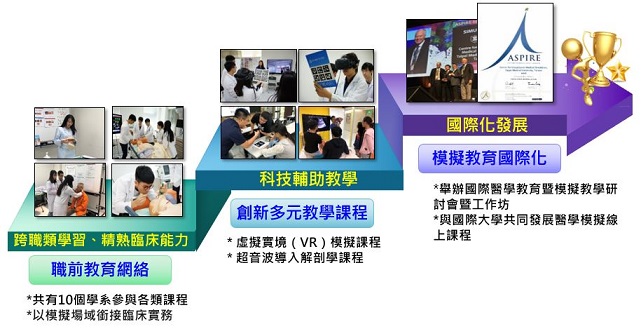 ASPIRE
國際化發展
模擬教育國際化
*舉辦國際醫學教育暨模擬教學研
討會暨工作坊
*與國際大學共同發展醫學模擬線
上課程
科技輔助教學
創新多元教學課程
* 虛擬實境（VR）模擬課程
* 超音波導入解剖學課程
跨職類學習、精熟臨床能力
職前教育網絡
*共有10個學系參與各類課程
*以模擬場域銜接臨床實務